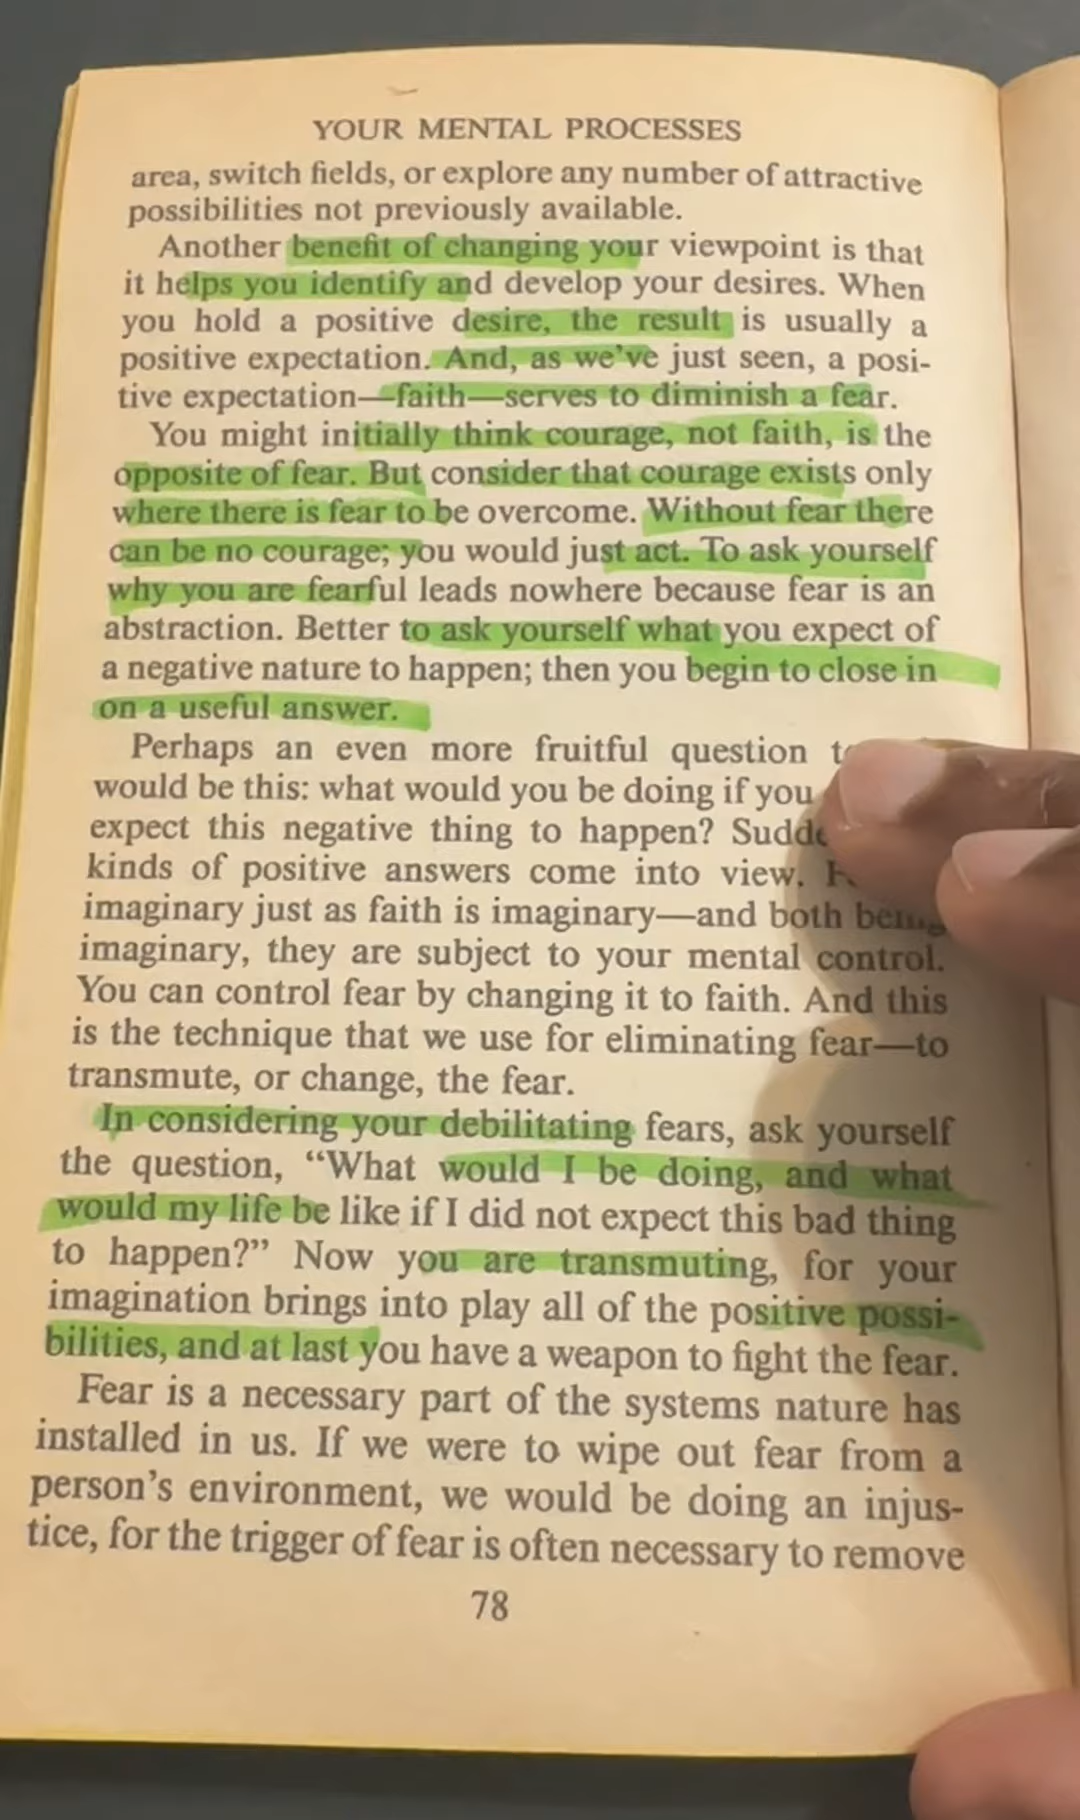 YOUR MENTAL PROCESSES
area, switch fields, or explore any number of attractive
possibilities not previously available.
Another benefit of changing your viewpoint is that
it helps you identify and develop your desires. When
you hold a positive desire, the result is usually a
positive expectation. And, as we've just seen, a posi-
tive expectation—faith—serves to diminish a fear.
You might initially think courage, not faith, is the
opposite of fear. But consider that courage exists only
where there is fear to be overcome. Without fear there
can be no courage; you would just act. To ask yourself
why you are fearful leads nowhere because fear is an
abstraction. Better to ask yourself what you expect of
a negative nature to happen; then you begin to close in
on a useful answer.
Perhaps an even more fruitful question
would be this: what would you be doing if you
expect this negative thing to happen?
kinds of positive answers come into view.
imaginary just as faith is imaginary—and both being
imaginary, they are subject to your mental control.
You can control fear by changing it to faith. And this
is the technique that we use for eliminating fear—to
transmute, or change, the fear.
In considering your debilitating fears, ask yourself
the question, “What would I be doing, and what
would my life be like if I did not expect this bad thing
to happen?” Now you are transmuting, for your
imagination brings into play all of the positive possi-
bilities, and at last you have a weapon to fight the fear.
Fear is a necessary part of the systems nature has
installed in us. If we were to wipe out fear from a
person's environment, we would be doing an injus-
tice, for the trigger of fear is often necessary to remove
78